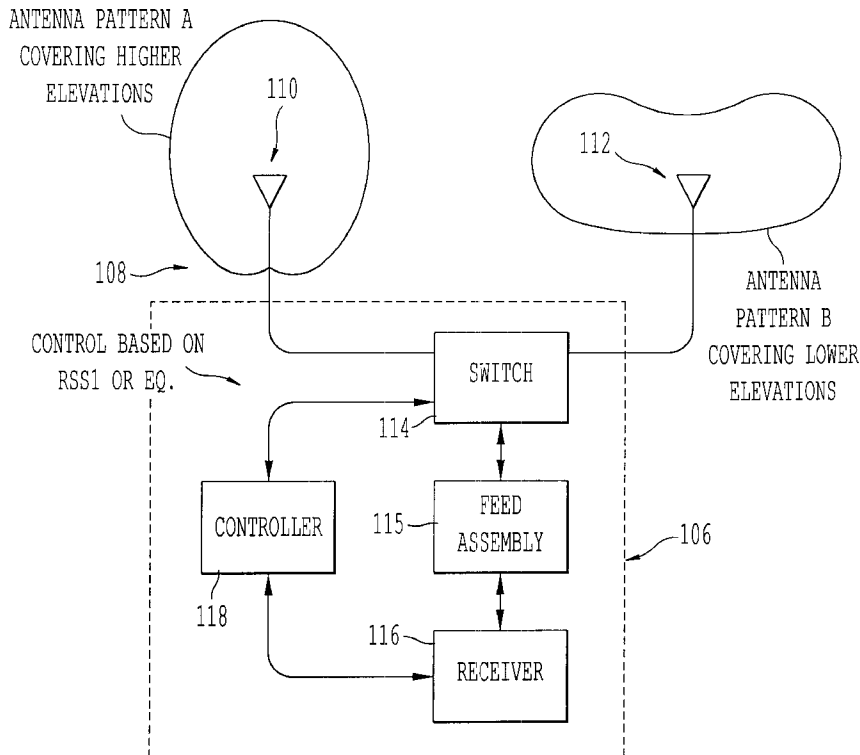 ANTENNA PATTERN A
COVERING HIGHER
ELEVATIONS
110
112
108
ANTENNA
PATTERN B
COVERING LOWER
ELEVATIONS
CONTROL BASED ON
RSS1 OR EQ.
SWITCH
114
CONTROLLER
118
115
FEED
ASSEMBLY
106
116
RECEIVER